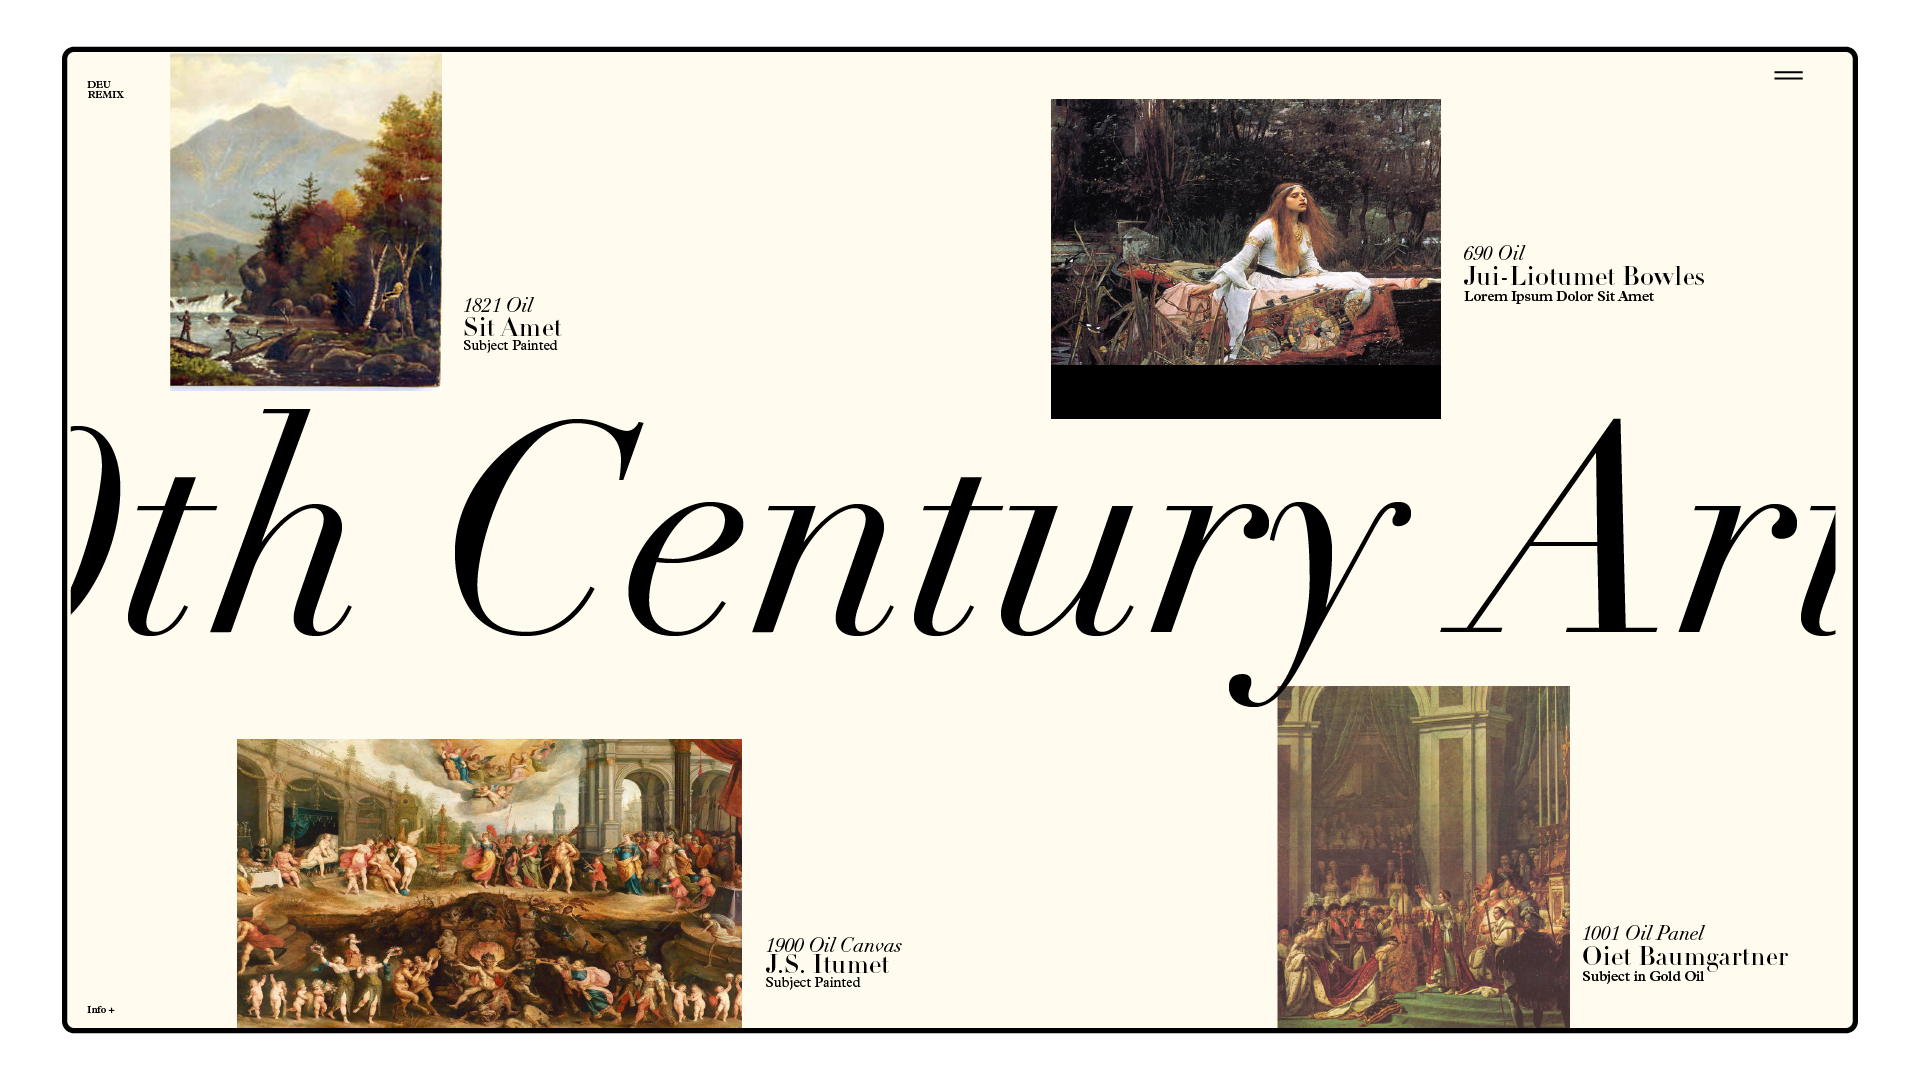 DEU
REMIX
1821 Oil
Sit Amet
Subject Painted
690 Oil
Jui-Liotumet Bowles
Lorem Ipsum Dolor Sit Amet
0th Century Art
1900 Oil Canvas
J.S. Itumet
Subject Painted
1001 Oil Panel
Oiet Baumgartner
Subject in Gold Oil
Info +